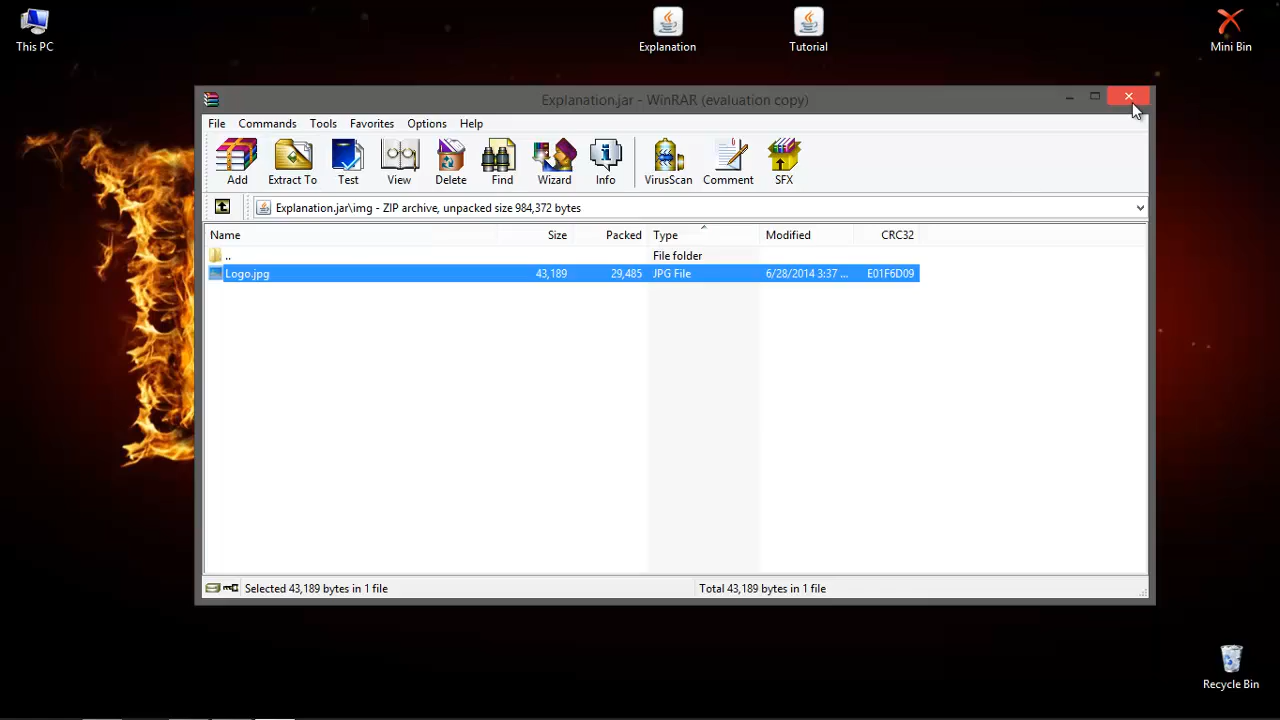 This PC
Explanation
Tutorial
Mini Bin
Explanation.jar - WinRAR (evaluation copy)
File Commands Tools Favorites Options Help
Add Extract To Test View Delete Find Wizard Info VirusScan Comment SFX
Explanation.jar\img - ZIP archive, unpacked size 984,372 bytes
Name Size Packed Type Modified CRC32
.. File folder
Logo.jpg 43,189 29,485 JPG File 6/28/2014 3:37 ... E01F6D09
Selected 43,189 bytes in 1 file Total 43,189 bytes in 1 file
Recycle Bin